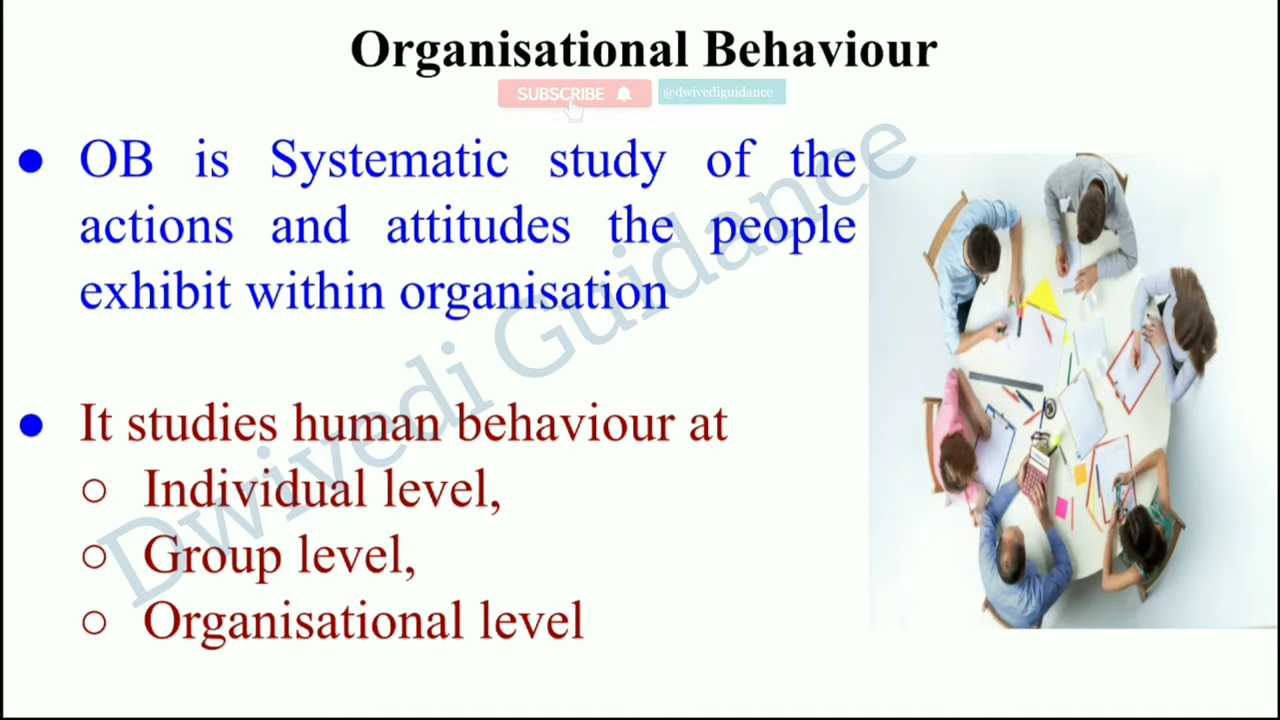 Organisational Behaviour
SUBSCRIBE
@dwivediguidance
● OB is Systematic study of the
actions and attitudes the people
exhibit within organisation
● It studies human behaviour at
○ Individual level,
○ Group level,
○ Organisational level
Dwivedi Guidance